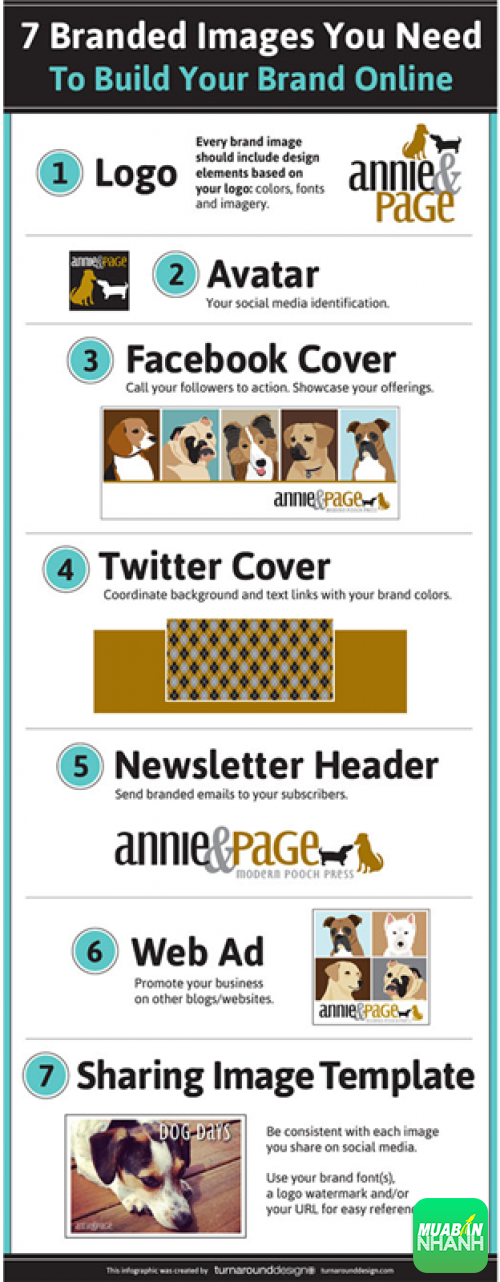 7 Branded Images You Need
To Build Your Brand Online
1
Logo
Every brand image
should include design
elements based on
your logo: colors, fonts
and imagery.
annie&
PaGe
annie&PaGe
2
Avatar
Your social media identification.
3
Facebook Cover
Call your followers to action. Showcase your offerings.
annie&PaGe
MODERN POOCH PRESS
4
Twitter Cover
Coordinate background and text links with your brand colors.
5
Newsletter Header
Send branded emails to your subscribers.
annie&PaGe
MODERN POOCH PRESS
6
Web Ad
Promote your business
on other blogs/websites.
annie&PaGe
7
Sharing Image Template
DOG DAYS
annie&PaGe
Be consistent with each image
you share on social media.
Use your brand font(s),
a logo watermark and/or
your URL for easy referen
MUABÁN
NHANH
This infographic was created by turnarounddesign turnarounddesign.com